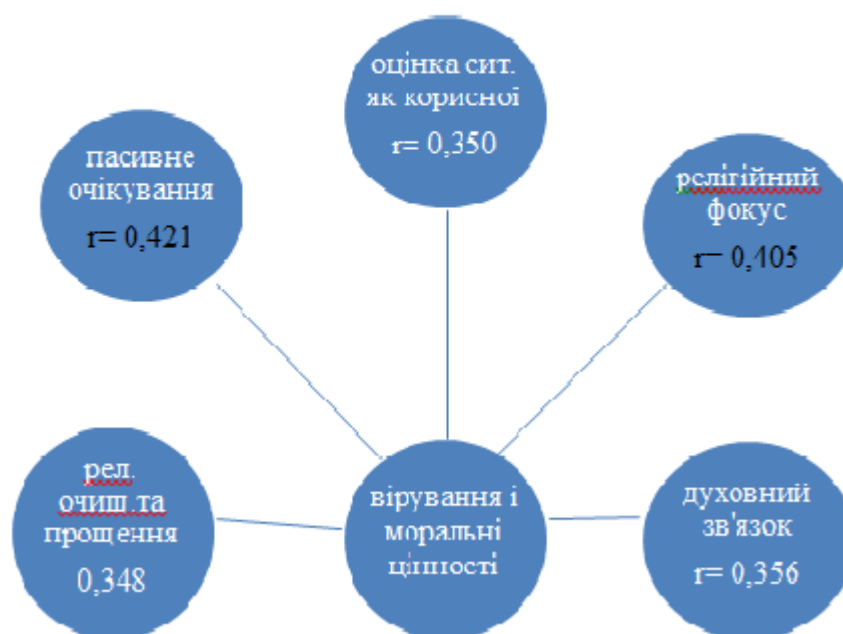 оцінка сит.
як корисної
r= 0,350
пасивне
очікування
r= 0,421
релігійний
фокус
r= 0,405
рел.
очищ.та
прощення
0,348
вірування і
моральні
цінності
духовний
зв'язок
r= 0,356